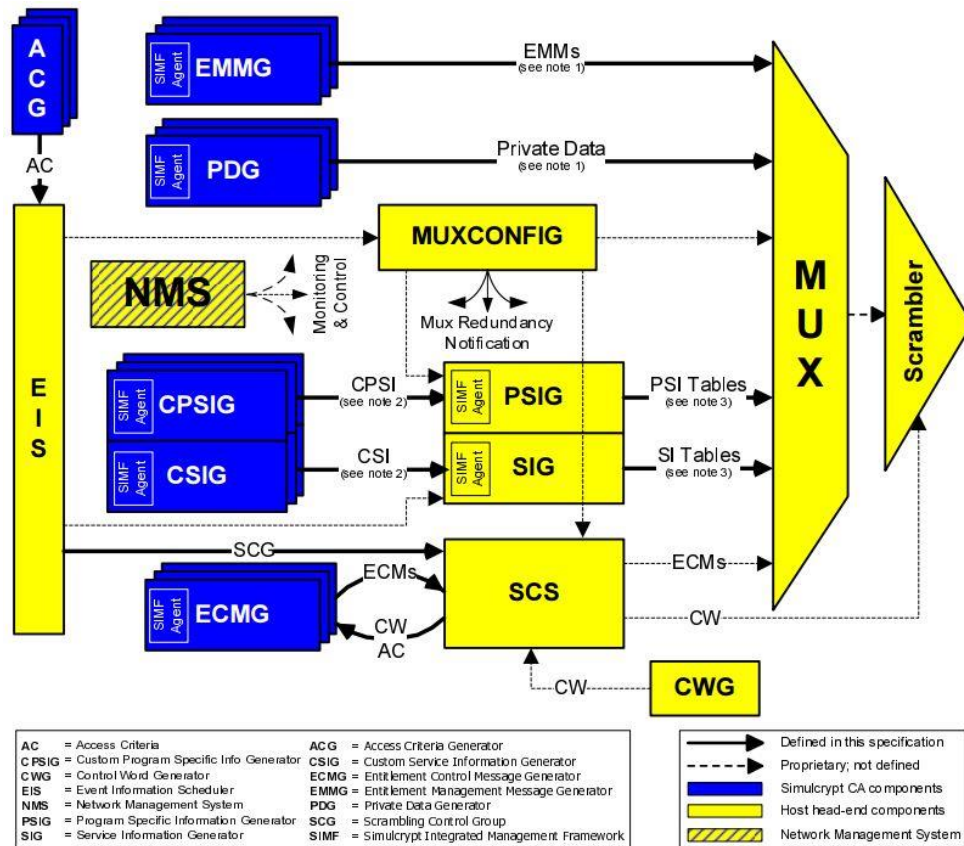 ACG
SIMF Agent
EMMG
EMMs
(see note 1)
AC
SIMF Agent
PDG
Private Data
(see note 1)
MUXCONFIG
NMS
Monitoring
& Control
Mux Redundancy
Notification
EIS
MUX
Scrambler
SIMF Agent
CPSIG
CPSI
(see note 2)
SIMF Agent
PSIG
PSI Tables
(see note 3)
SIMF Agent
CSIG
CSI
(see note 2)
SIMF Agent
SIG
SI Tables
(see note 3)
SCG
ECMs
SIMF Agent
ECMG
CW
AC
SCS
ECMs
CW
CW
CWG
AC = Access Criteria
CPSIG = Custom Program Specific Info Generator
CWG = Control Word Generator
EIS = Event Information Scheduler
NMS = Network Management System
PSIG = Program Specific Information Generator
SIG = Service Information Generator
ACG = Access Criteria Generator
CSIG = Custom Service Information Generator
ECMG = Entitlement Control Message Generator
EMMG = Entitlement Management Message Generator
PDG = Private Data Generator
SCG = Scrambling Control Group
SIMF = Simulcrypt Integrated Management Framework
Defined in this specification
Proprietary; not defined
Simulcrypt CA components
Host head-end components
Network Management System